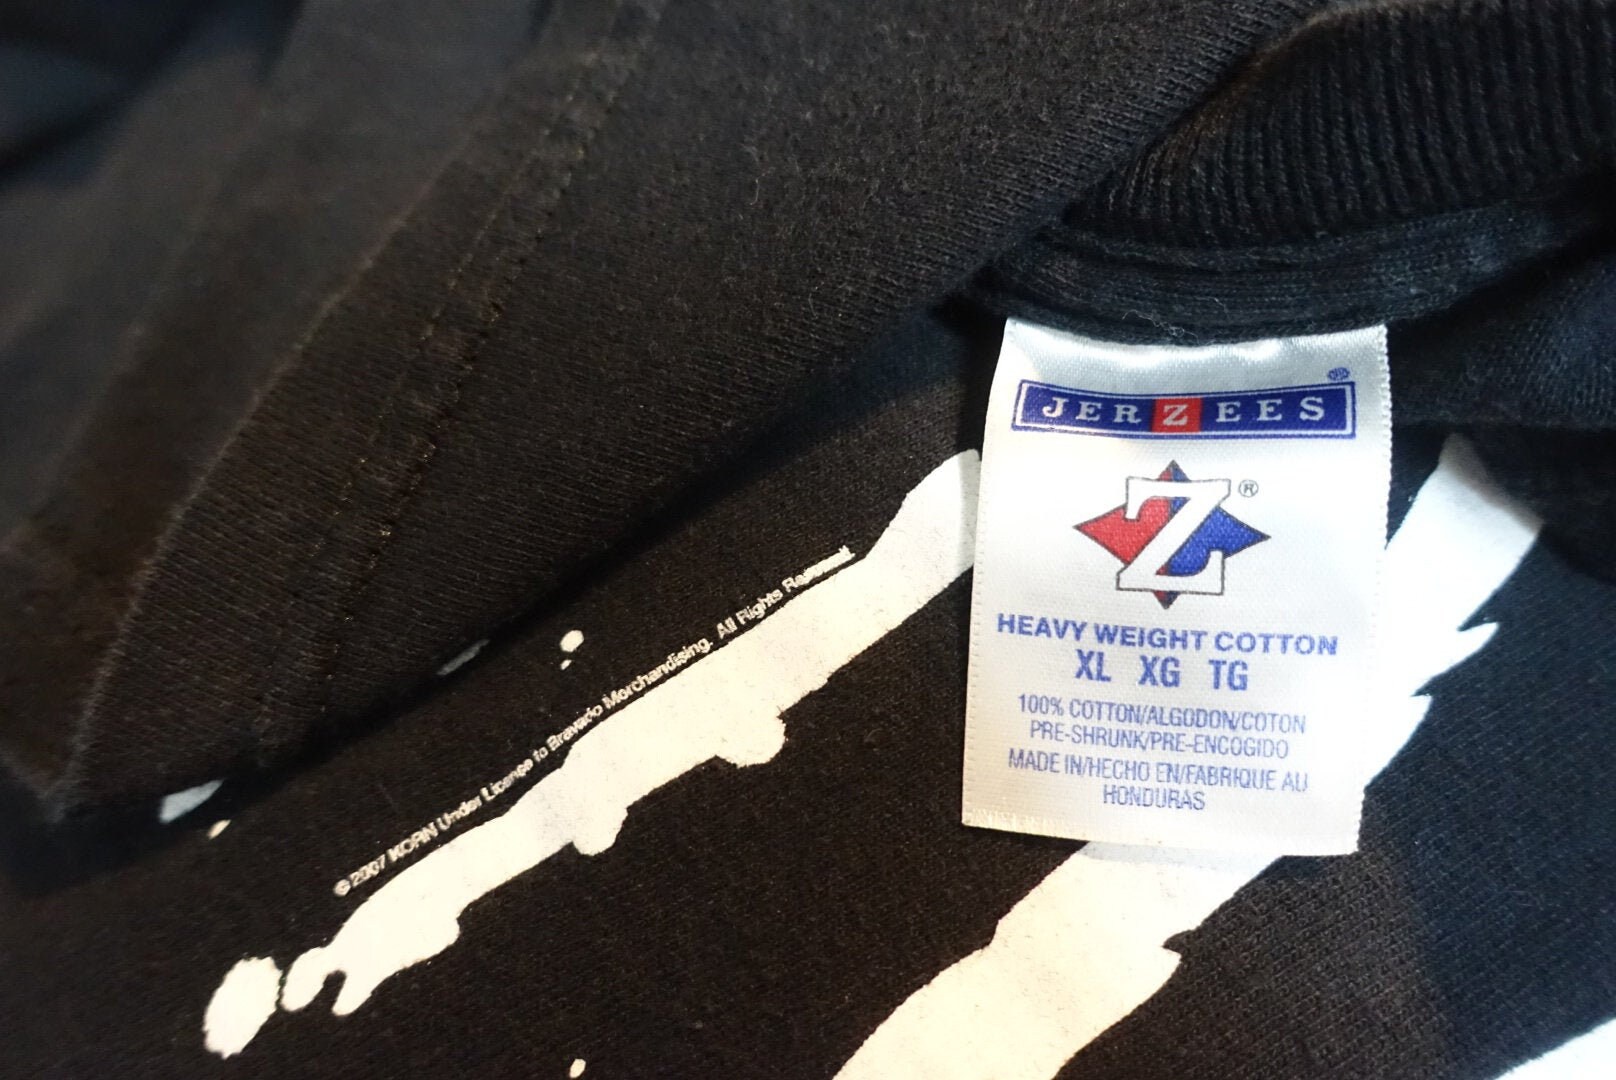 JERZEES ®
Z ®
HEAVY WEIGHT COTTON
XL XG TG
100% COTTON/ALGODON/COTON
PRE-SHRUNK/PRE-ENCOGIDO
MADE IN/HECHO EN/FABRIQUE AU
HONDURAS
© 2007 KORN Under License to Bravado Merchandising. All Rights Reserved.